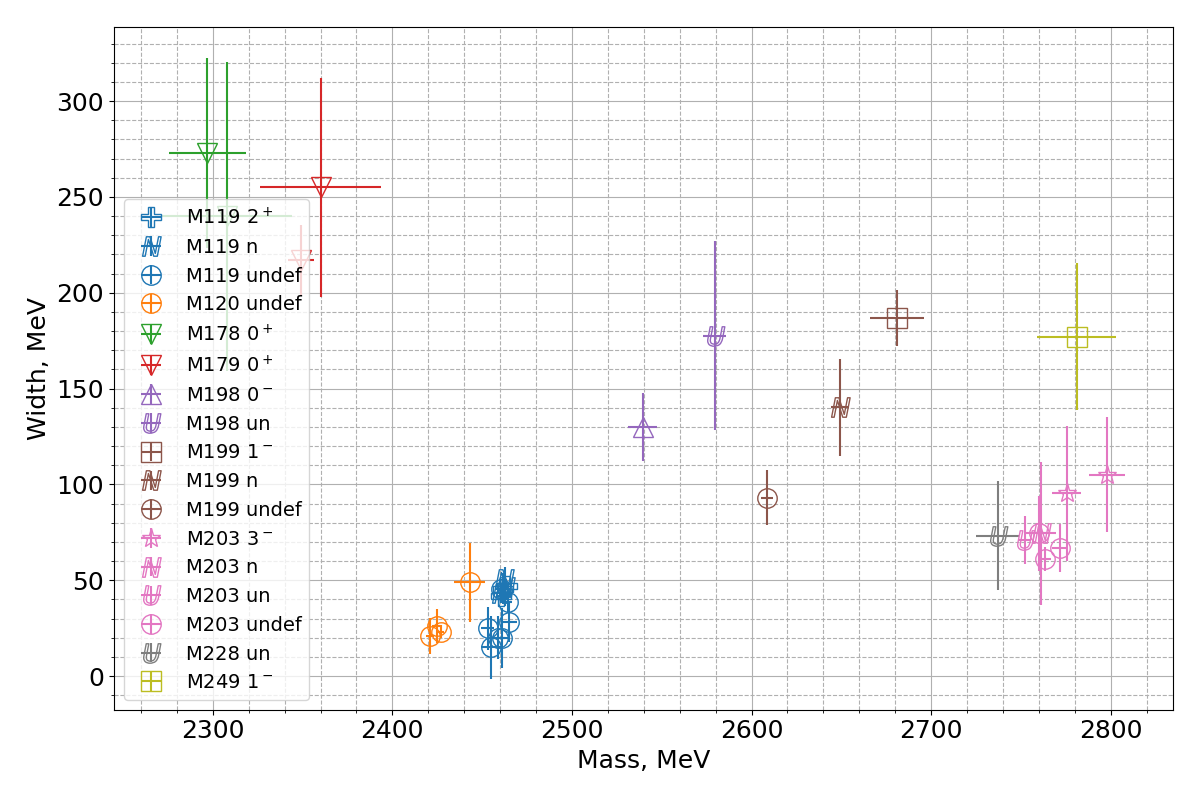 300
250
200
150
100
50
0
Width, MeV
M119 2⁺
M119 n
M119 undef
M120 undef
M178 0⁺
M179 0⁺
M198 0⁻
M198 un
M199 1⁻
M199 n
M199 undef
M203 3⁻
M203 n
M203 un
M203 undef
M228 un
M249 1⁻
2300 2400 2500 2600 2700 2800
Mass, MeV